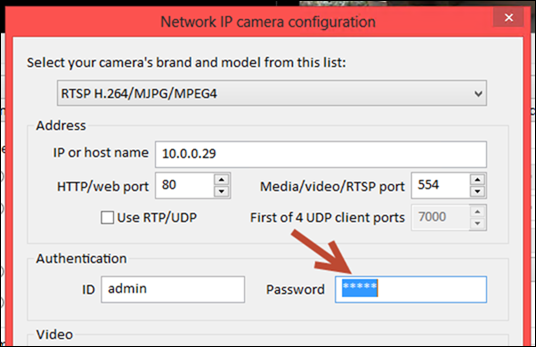 Network IP camera configuration
Select your camera's brand and model from this list:
RTSP H.264/MJPG/MPEG4
Address
IP or host name 10.0.0.29
HTTP/web port 80 Media/video/RTSP port 554
Use RTP/UDP First of 4 UDP client ports 7000
Authentication
ID admin Password *****
Video